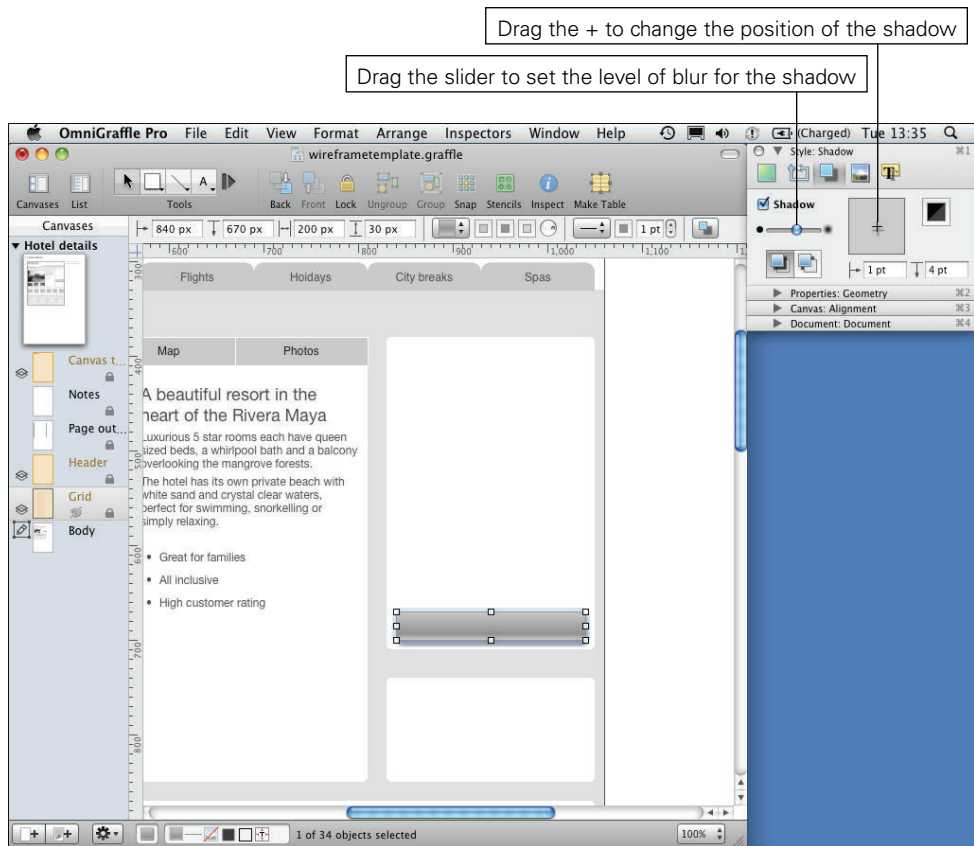 Drag the + to change the position of the shadow
Drag the slider to set the level of blur for the shadow
OmniGraffle Pro File Edit View Format Arrange Inspectors Window Help (Charged) Tue 13:35
wireframetemplate.graffle
Style: Shadow ⌘1
Canvases List Tools Back Front Lock Ungroup Group Snap Stencils Inspect Make Table
Shadow
Canvases 840 px 670 px 200 px 30 px 1 pt
1 pt 4 pt
Properties: Geometry ⌘2
Canvas: Alignment ⌘3
Document: Document ⌘4
Hotel details
600 700 800 900 1,000 1,100
300
400
500
600
700
800
Flights Hoidays City breaks Spas
Map Photos
Canvas t...
Notes
Page out...
Header
Grid
Body
A beautiful resort in the
heart of the Rivera Maya
Luxurious 5 star rooms each have queen
sized beds, a whirlpool bath and a balcony
overlooking the mangrove forests.
The hotel has its own private beach with
white sand and crystal clear waters,
perfect for swimming, snorkelling or
simply relaxing.
• Great for families
• All inclusive
• High customer rating
1 of 34 objects selected 100%